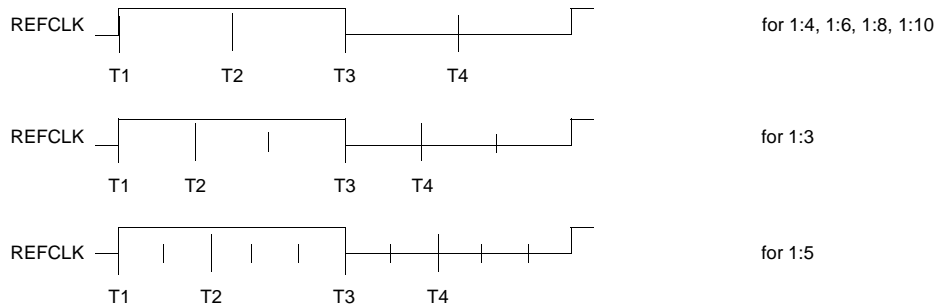 REFCLK for 1:4, 1:6, 1:8, 1:10
T1 T2 T3 T4
REFCLK for 1:3
T1 T2 T3 T4
REFCLK for 1:5
T1 T2 T3 T4